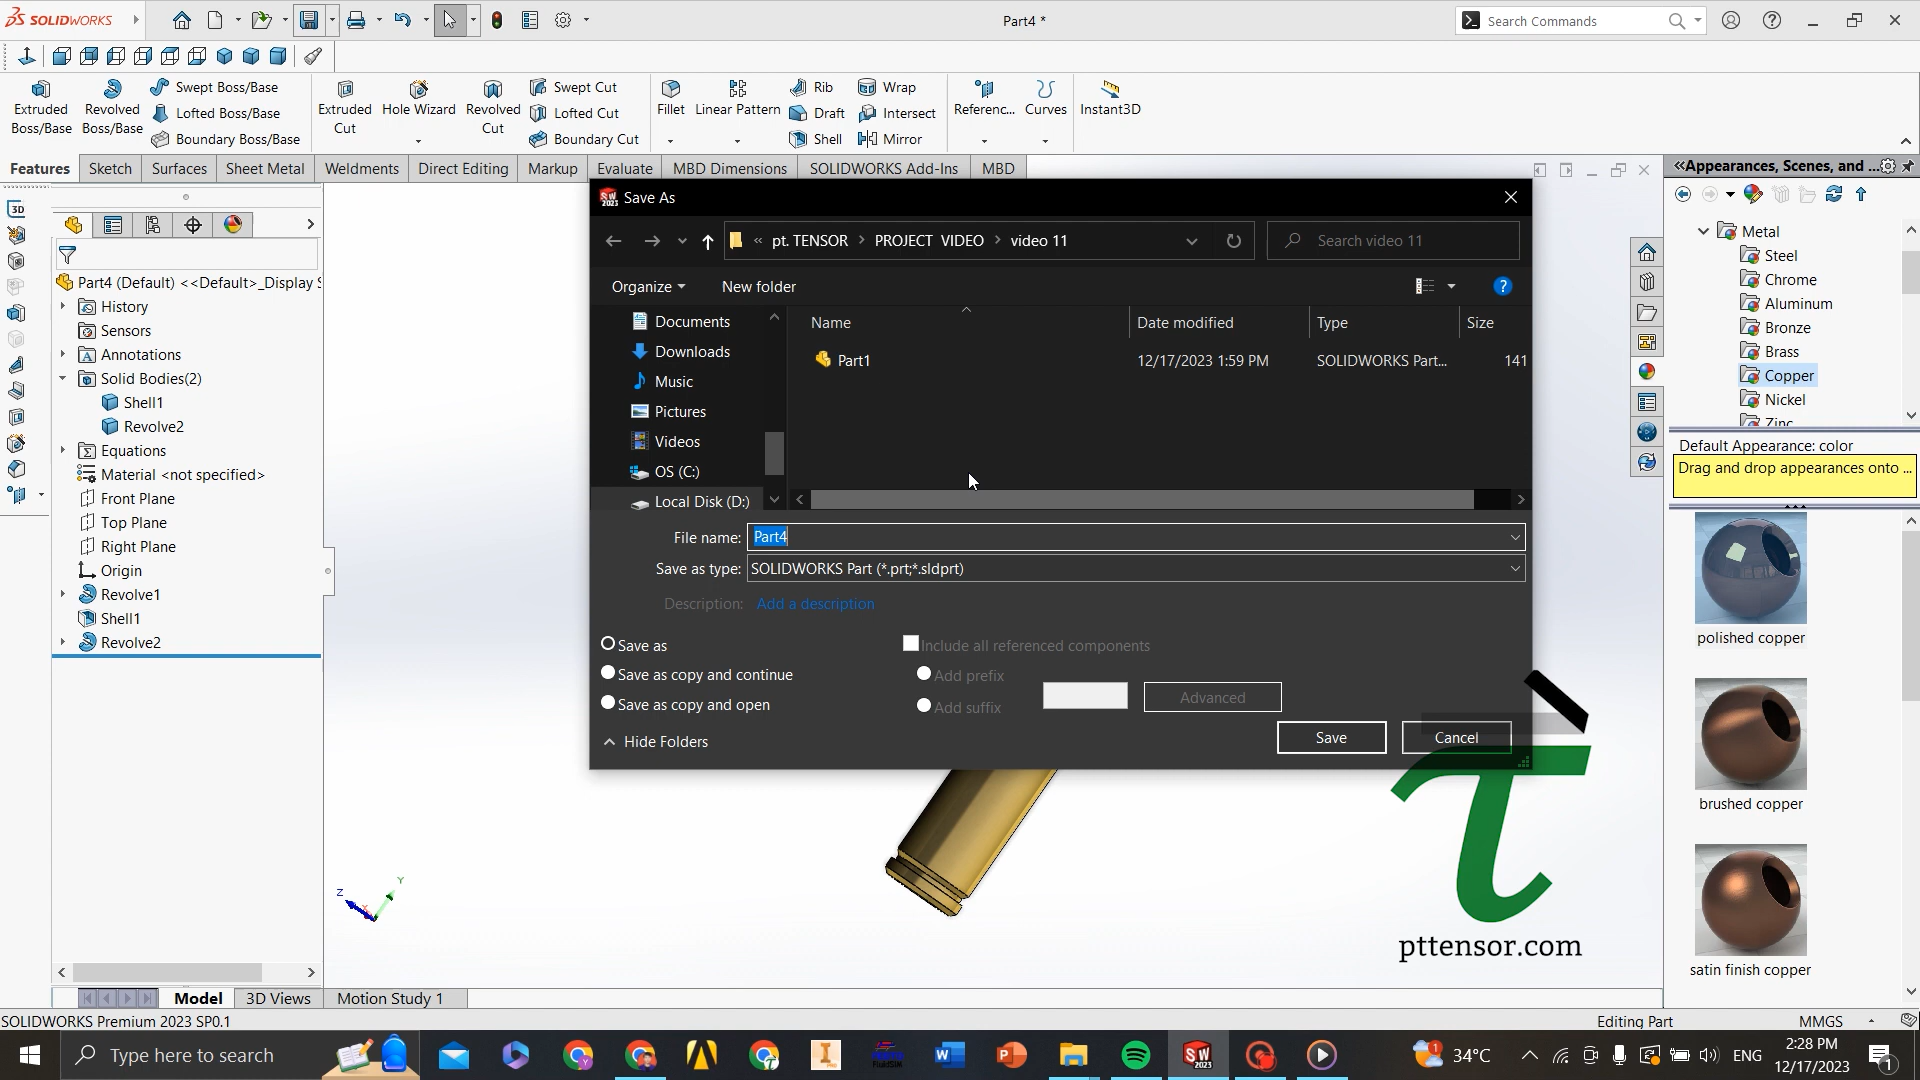 SOLIDWORKS
Part4 *
Search Commands
Extruded Boss/Base
Revolved Boss/Base
Swept Boss/Base
Lofted Boss/Base
Boundary Boss/Base
Extruded Cut
Hole Wizard
Revolved Cut
Swept Cut
Lofted Cut
Boundary Cut
Fillet
Linear Pattern
Rib
Draft
Shell
Wrap
Intersect
Mirror
Referenc...
Curves
Instant3D
Features
Sketch
Surfaces
Sheet Metal
Weldments
Direct Editing
Markup
Evaluate
MBD Dimensions
SOLIDWORKS Add-Ins
MBD
Part4 (Default) <<Default>_Display S
History
Sensors
Annotations
Solid Bodies(2)
Shell1
Revolve2
Equations
Material <not specified>
Front Plane
Top Plane
Right Plane
Origin
Revolve1
Shell1
Revolve2
Save As
« pt. TENSOR > PROJECT VIDEO > video 11
Search video 11
Organize
New folder
Documents
Downloads
Music
Pictures
Videos
OS (C:)
Local Disk (D:)
Name
Date modified
Type
Size
Part1
12/17/2023 1:59 PM
SOLIDWORKS Part...
141
File name: Part4
Save as type: SOLIDWORKS Part (*.prt;*.sldprt)
Description: Add a description
Save as
Save as copy and continue
Save as copy and open
Include all referenced components
Add prefix
Add suffix
Advanced
Hide Folders
Save
Cancel
«Appearances, Scenes, and ...
Metal
Steel
Chrome
Aluminum
Bronze
Brass
Copper
Nickel
Zinc
Default Appearance: color
Drag and drop appearances onto ...
polished copper
brushed copper
satin finish copper
Z
Y
X
pttensor.com
Model
3D Views
Motion Study 1
SOLIDWORKS Premium 2023 SP0.1
Editing Part
MMGS
Type here to search
34°C
ENG
2:28 PM
12/17/2023
1